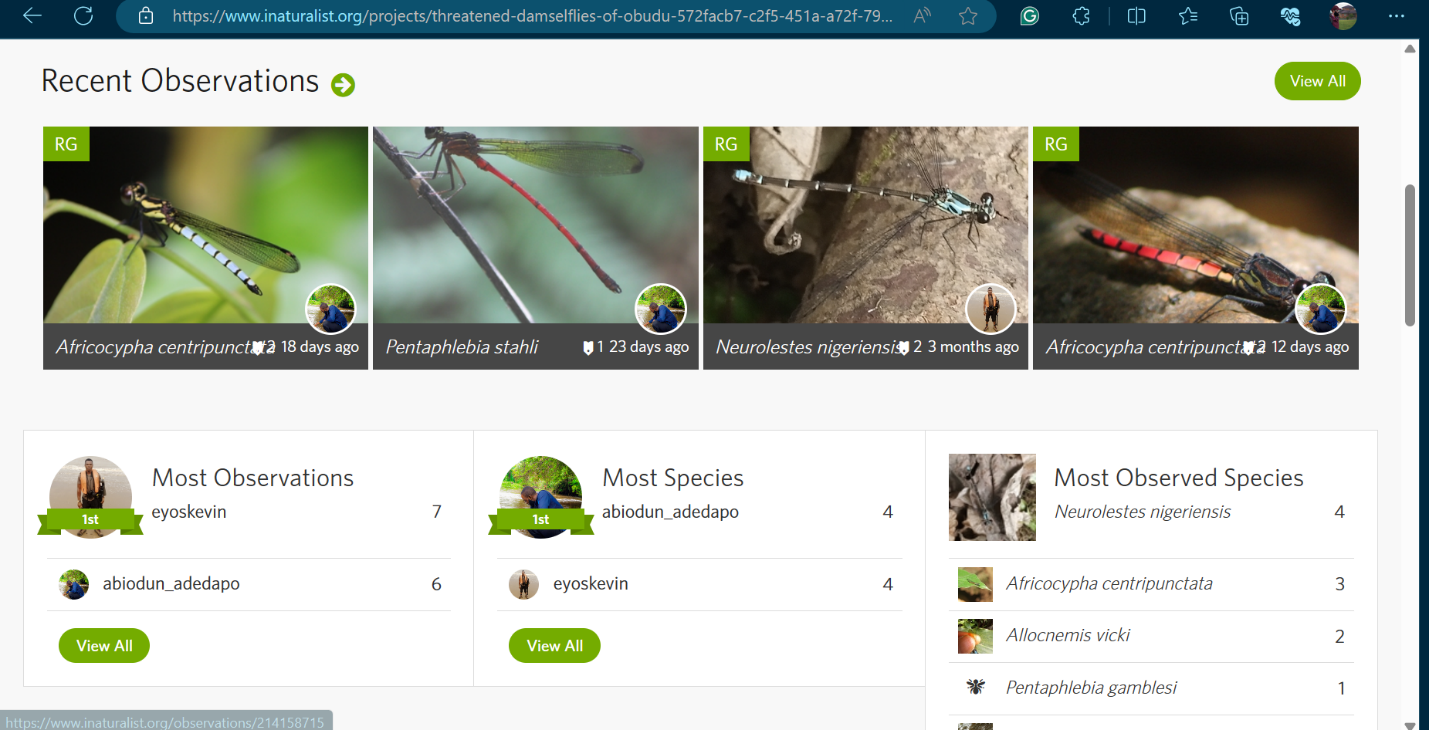 https://www.inaturalist.org/projects/threatened-damselflies-of-obudu-572facb7-c2f5-451a-a72f-79...
Recent Observations
View All
RG
RG
RG
Africocypha centripunctata 2 18 days ago
Pentaphlebia stahli 1 23 days ago
Neurolestes nigeriensis 2 3 months ago
Africocypha centripunctata 2 12 days ago
Most Observations
1st
eyoskevin 7
abiodun_adedapo 6
View All
Most Species
1st
abiodun_adedapo 4
eyoskevin 4
View All
Most Observed Species
Neurolestes nigeriensis 4
Africocypha centripunctata 3
Allocnemis vicki 2
Pentaphlebia gamblesi 1
https://www.inaturalist.org/observations/214158715